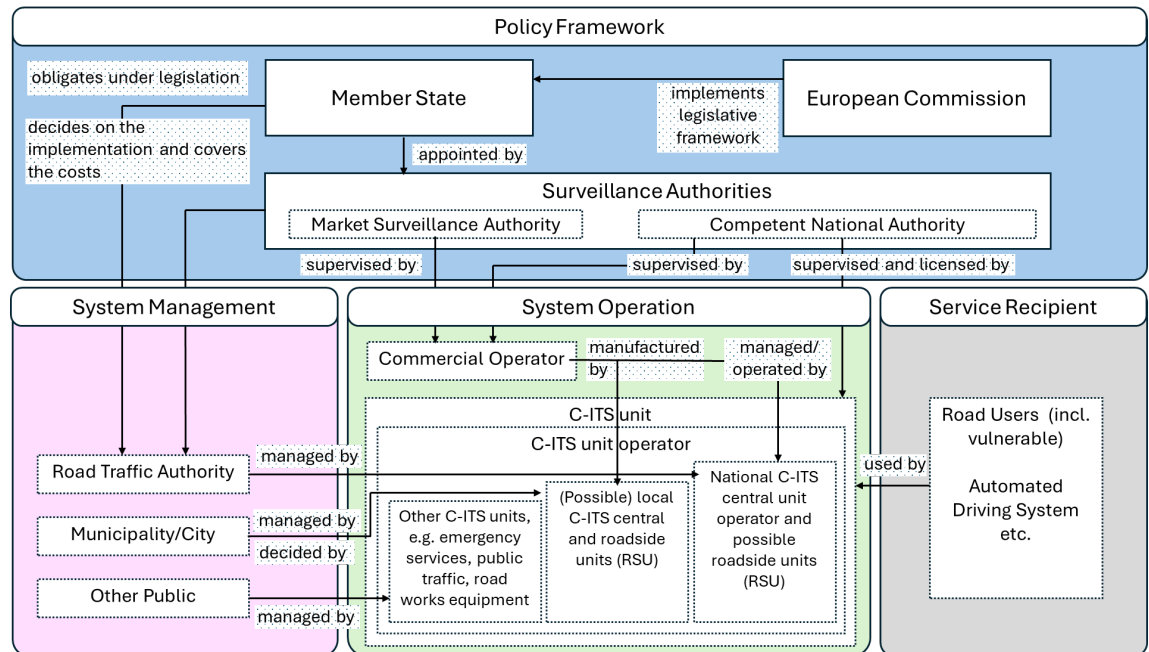 Policy Framework
obligates under legislation
Member State
implements
legislative
framework
European Commission
decides on the
implementation and covers
the costs
appointed by
Surveillance Authorities
Market Surveillance Authority
Competent National Authority
supervised by
supervised by
supervised and licensed by
System Management
System Operation
Service Recipient
Commercial Operator
manufactured
by
managed/
operated by
C-ITS unit
C-ITS unit operator
Road Traffic Authority
managed by
Municipality/City
managed by
decided by
Other Public
managed by
Other C-ITS units,
e.g. emergency
services, public
traffic, road
works equipment
(Possible) local
C-ITS central
and roadside
units (RSU)
National C-ITS
central unit
operator and
possible
roadside units
(RSU)
used by
Road Users (incl.
vulnerable)
Automated
Driving System
etc.